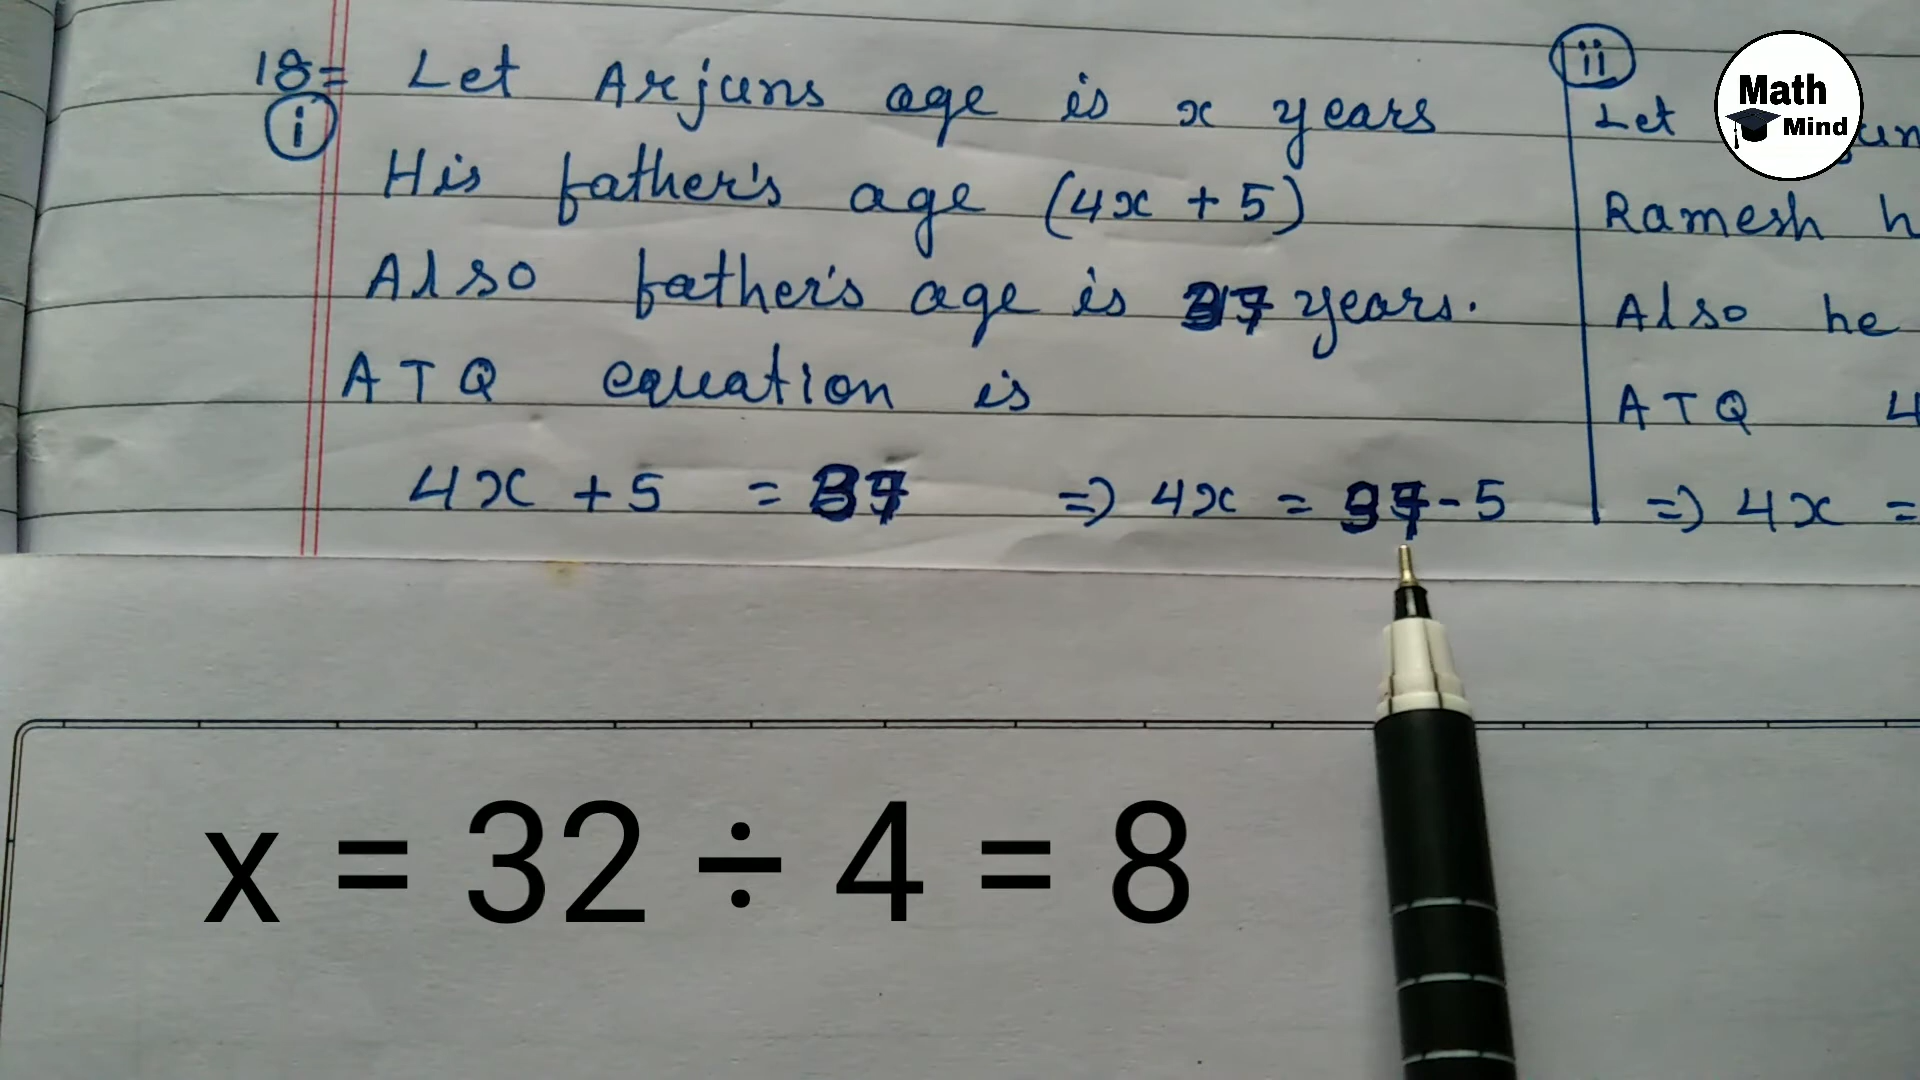 18=
i
Let Arjuns age is x years
His father's age (4x + 5)
Also father's age is 37 years.
ATQ equation is
4x + 5 = 37 => 4x = 37-5
ii
Let
Ramesh h
Also he
ATQ 4
=> 4x =
Math
Mind
x = 32 ÷ 4 = 8